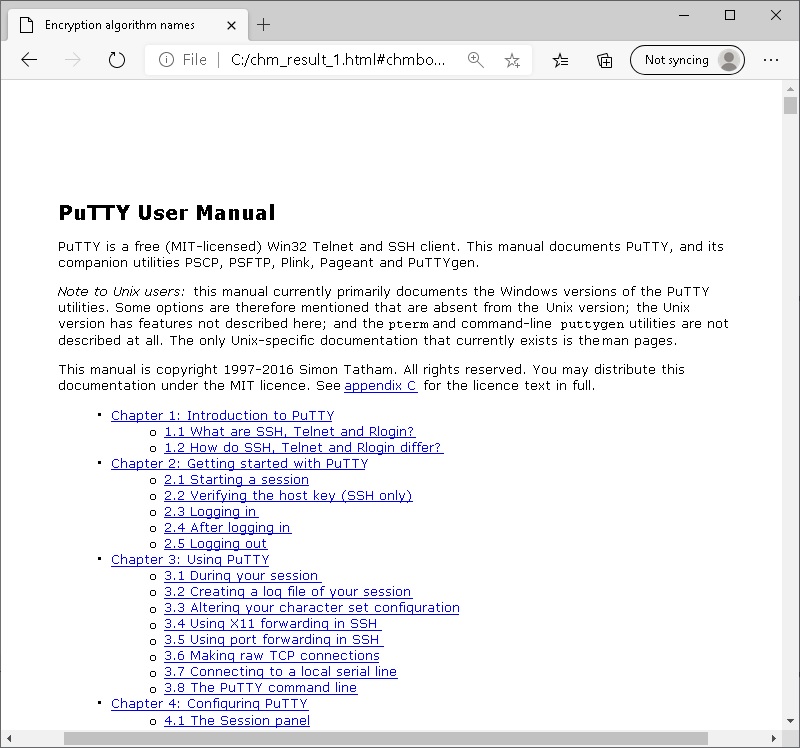 Encryption algorithm names
File C:/chm_result_1.html#chmbo...
Not syncing
PuTTY User Manual
PuTTY is a free (MIT-licensed) Win32 Telnet and SSH client. This manual documents PuTTY, and its
companion utilities PSCP, PSFTP, Plink, Pageant and PuTTYgen.
Note to Unix users: this manual currently primarily documents the Windows versions of the PuTTY
utilities. Some options are therefore mentioned that are absent from the Unix version; the Unix
version has features not described here; and the pterm and command-line puttygen utilities are not
described at all. The only Unix-specific documentation that currently exists is the man pages.
This manual is copyright 1997-2016 Simon Tatham. All rights reserved. You may distribute this
documentation under the MIT licence. See appendix C for the licence text in full.
• Chapter 1: Introduction to PuTTY
o 1.1 What are SSH, Telnet and Rlogin?
o 1.2 How do SSH, Telnet and Rlogin differ?
• Chapter 2: Getting started with PuTTY
o 2.1 Starting a session
o 2.2 Verifying the host key (SSH only)
o 2.3 Logging in
o 2.4 After logging in
o 2.5 Logging out
• Chapter 3: Using PuTTY
o 3.1 During your session
o 3.2 Creating a log file of your session
o 3.3 Altering your character set configuration
o 3.4 Using X11 forwarding in SSH
o 3.5 Using port forwarding in SSH
o 3.6 Making raw TCP connections
o 3.7 Connecting to a local serial line
o 3.8 The PuTTY command line
• Chapter 4: Configuring PuTTY
o 4.1 The Session panel